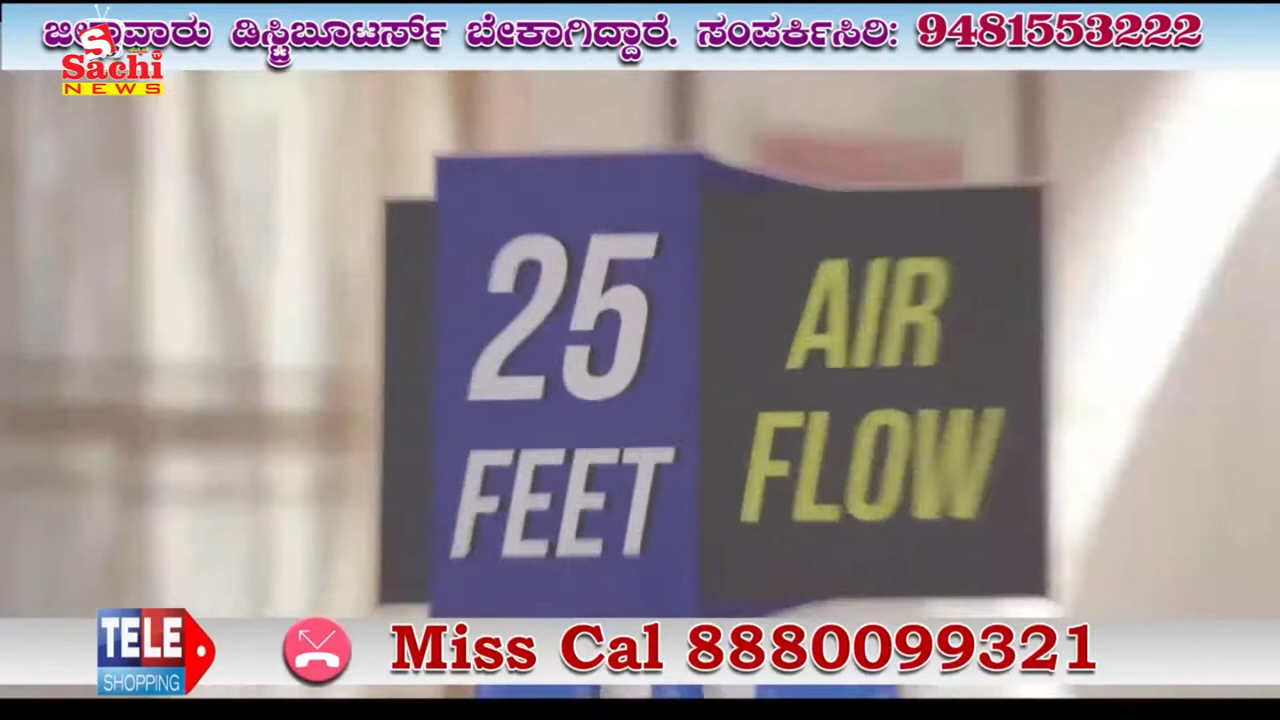 ಜಿಲ್ಲಾವಾರು ಡಿಸ್ಟ್ರಿಬೂಟರ್ಸ್ ಬೇಕಾಗಿದ್ದಾರೆ. ಸಂಪರ್ಕಿಸಿರಿ: 9481553222
Sachi
NEWS
25
FEET
AIR
FLOW
TELE
SHOPPING
Miss Cal 8880099321